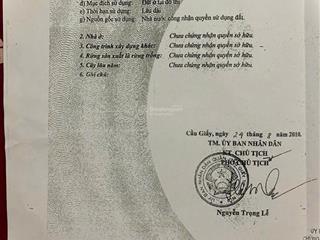 đ) Mục đích sử dụng: Đất ở tại đô thị
e) Thời hạn sử dụng: Lâu dài
g) Nguồn gốc sử dụng: Nhà nước công nhận quyền sử dụng đất.
2. Nhà ở: Chưa chứng nhận quyền sở hữu.
3. Công trình xây dựng khác: Chưa chứng nhận quyền sở hữu.
4. Rừng sản xuất là rừng trồng: Chưa chứng nhận quyền sở hữu.
5. Cây lâu năm: Chưa chứng nhận quyền sở hữu.
6. Ghi chú:
Cầu Giấy, ngày 24 tháng 8 năm 2010.
TM. ỦY BAN NHÂN DÂN
KT. CHỦ TỊCH
PHÓ CHỦ TỊCH
Nguyễn Trọng Lễ